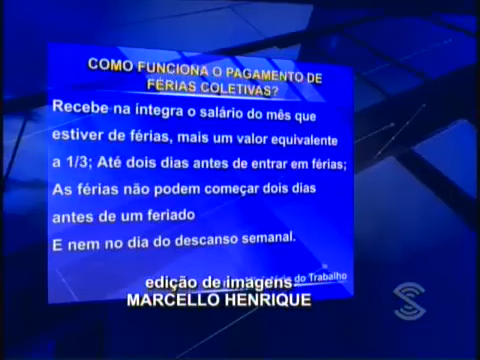 COMO FUNCIONA O PAGAMENTO DE
FÉRIAS COLETIVAS?
Recebe na íntegra o salário do mês que
estiver de férias, mais um valor equivalente
a 1/3; Até dois dias antes de entrar em férias;
As férias não podem começar dois dias
antes de um feriado
E nem no dia do descanso semanal.
do Trabalho
edição de imagens
MARCELLO HENRIQUE